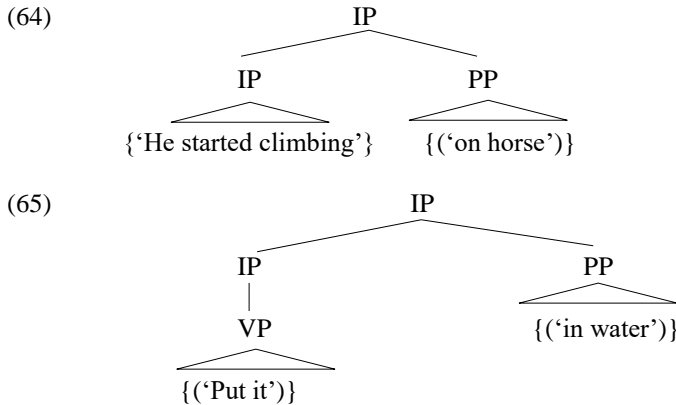 (64) IP
IP PP
{‘He started climbing’} {(‘on horse’)}
(65) IP
IP PP
VP {(‘in water’)}
{(‘Put it’)}